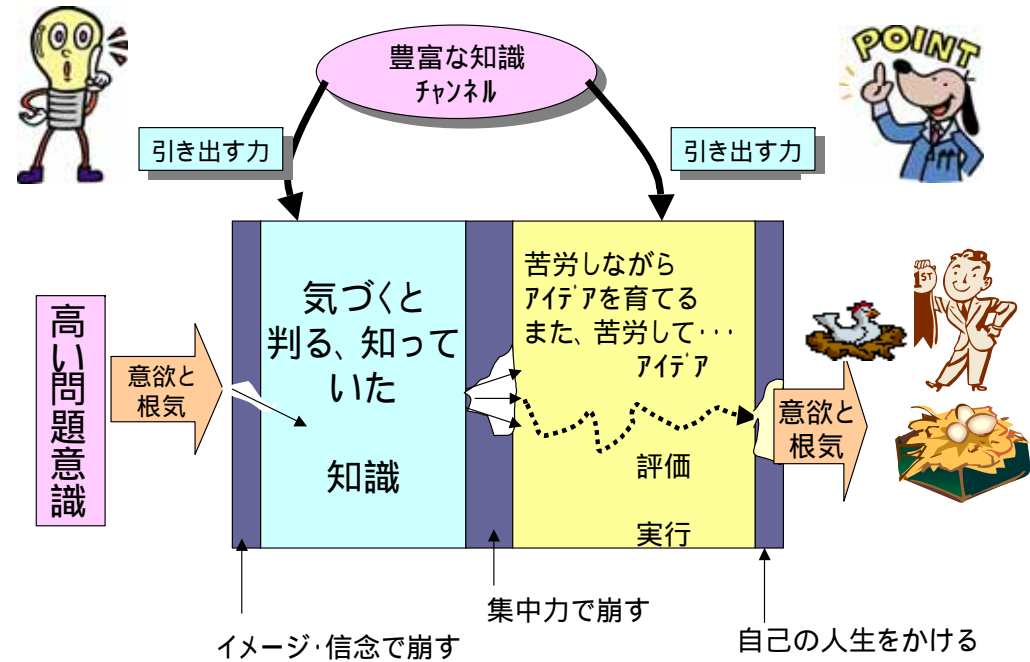 豊富な知識
ﾁｬﾝﾈﾙ
POINT
引き出す力
引き出す力
高い問題意識
意欲と
根気
気づくと
判る、知って
いた
知識
苦労しながら
ｱｲﾃﾞｱを育てる
また、苦労して･･･
ｱｲﾃﾞｱ
評価
実行
1ST
意欲と
根気
イメージ･信念で崩す
集中力で崩す
自己の人生をかける